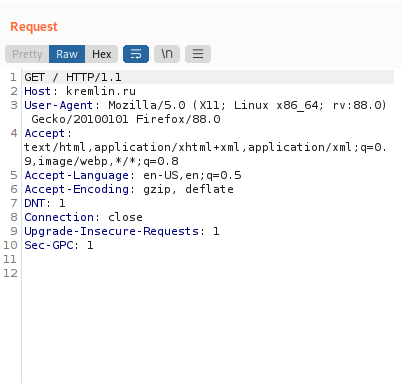 Request
Pretty Raw Hex \n
1 GET / HTTP/1.1
2 Host: kremlin.ru
3 User-Agent: Mozilla/5.0 (X11; Linux x86_64; rv:88.0)
Gecko/20100101 Firefox/88.0
4 Accept:
text/html,application/xhtml+xml,application/xml;q=0.
9,image/webp,*/*;q=0.8
5 Accept-Language: en-US,en;q=0.5
6 Accept-Encoding: gzip, deflate
7 DNT: 1
8 Connection: close
9 Upgrade-Insecure-Requests: 1
10 Sec-GPC: 1
11
12